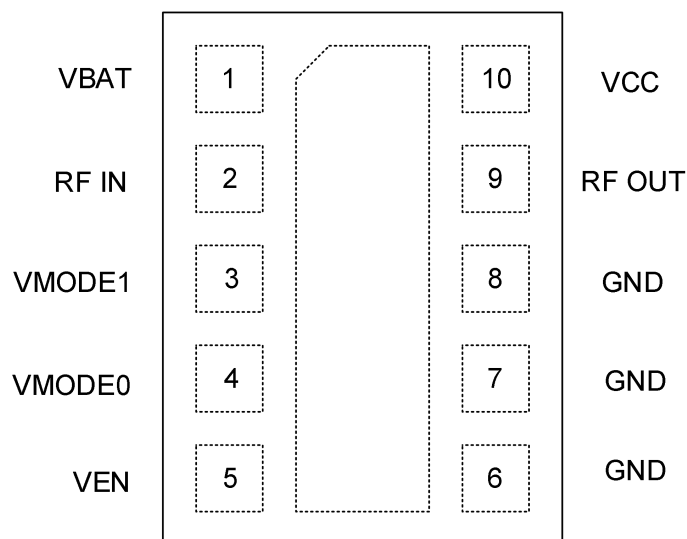 VBAT 1 10 VCC
RF IN 2 9 RF OUT
VMODE1 3 8 GND
VMODE0 4 7 GND
VEN 5 6 GND